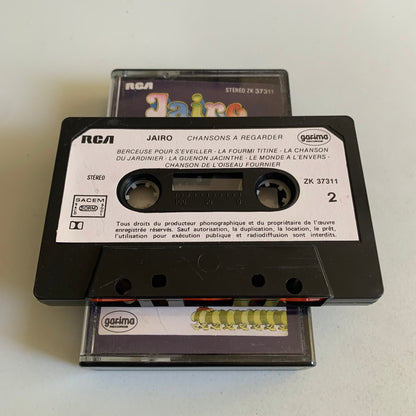 RCA
STEREO ZK 37311
Jairo
RCA JAIRO CHANSONS A REGARDER garima
BERCEUSE POUR S'EVEILLER - LA FOURMI TITINE - LA CHANSON
DU JARDINIER - LA GUENON JACINTHE - LE MONDE A L'ENVERS -
CHANSON DE L'OISEAU FOURNIER
STEREO
ZK 37311
SACEM
SDRM
2
Tous droits du producteur phonographique et du propriétaire de l'œuvre
enregistrée réservés. Sauf autorisation, la duplication, la location, le prêt,
l'utilisation pour exécution publique et radiodiffusion sont interdits.
garima